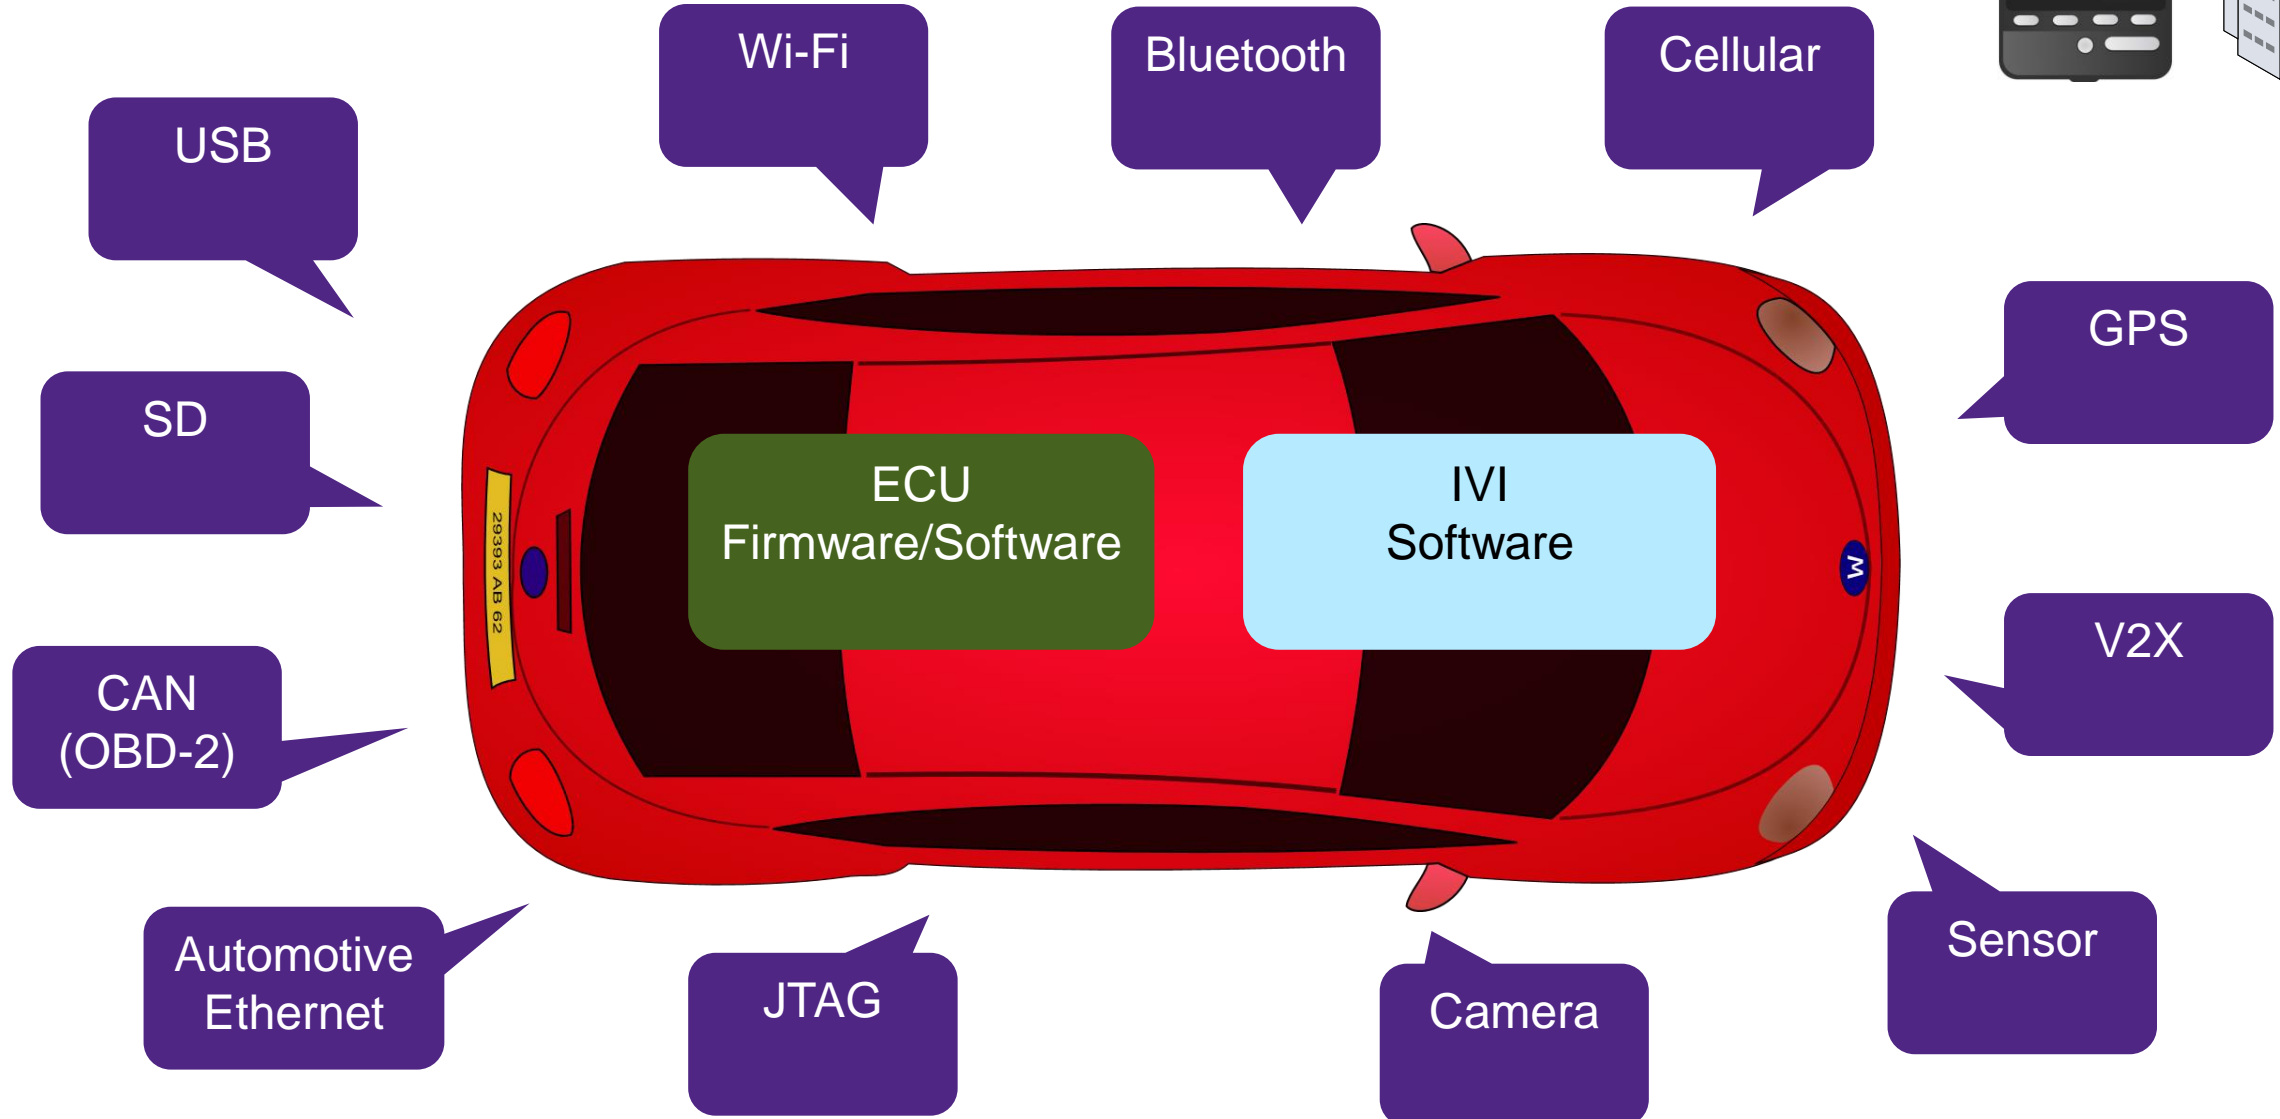 Wi-Fi
Bluetooth
Cellular
USB
GPS
SD
ECU
Firmware/Software
IVI
Software
29393 AB 62
W
V2X
CAN
(OBD-2)
Automotive
Ethernet
JTAG
Camera
Sensor